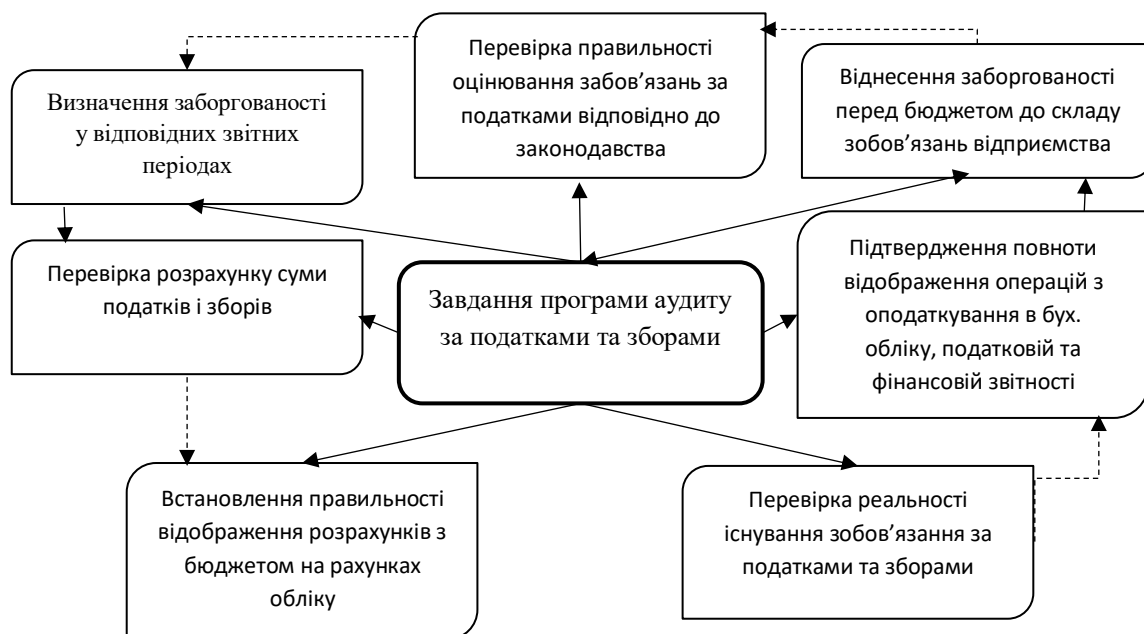 Перевірка правильності
оцінювання забов’язань за
податками відповідно до
законодавства
Віднесення заборгованості
перед бюджетом до складу
зобов’язань відприємства
Визначення заборгованості
у відповідних звітних
періодах
Перевірка розрахунку суми
податків і зборів
Завдання програми аудиту
за податками та зборами
Підтвердження повноти
відображення операцій з
оподаткування в бух.
обліку, податковій та
фінансовій звітності
Встановлення правильності
відображення розрахунків з
бюджетом на рахунках
обліку
Перевірка реальності
існування зобов’язання за
податками та зборами